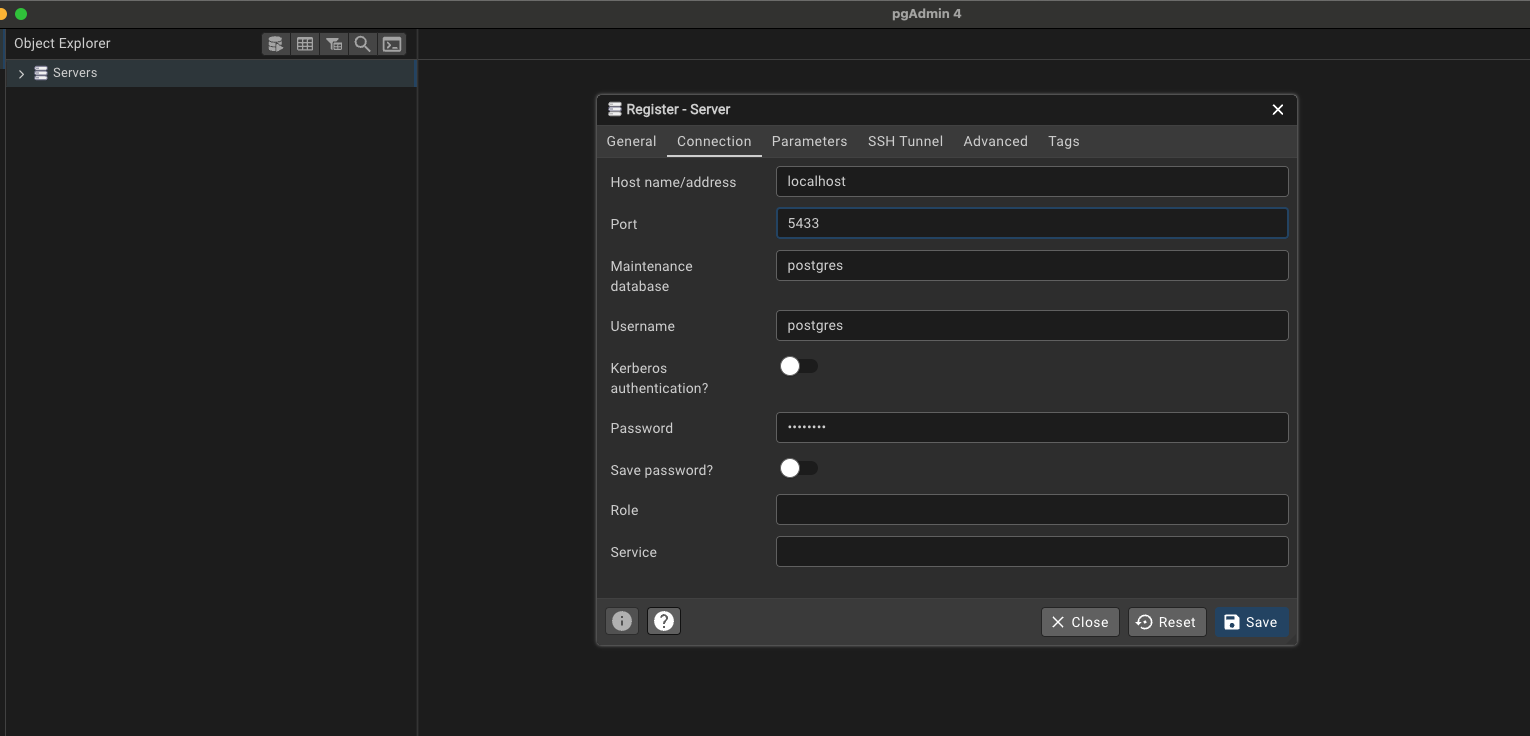 pgAdmin 4
Object Explorer
Servers
Register - Server
General Connection Parameters SSH Tunnel Advanced Tags
Host name/address localhost
Port 5433
Maintenance
database
postgres
Username postgres
Kerberos
authentication?
Password ••••••••
Save password?
Role
Service
Close Reset Save